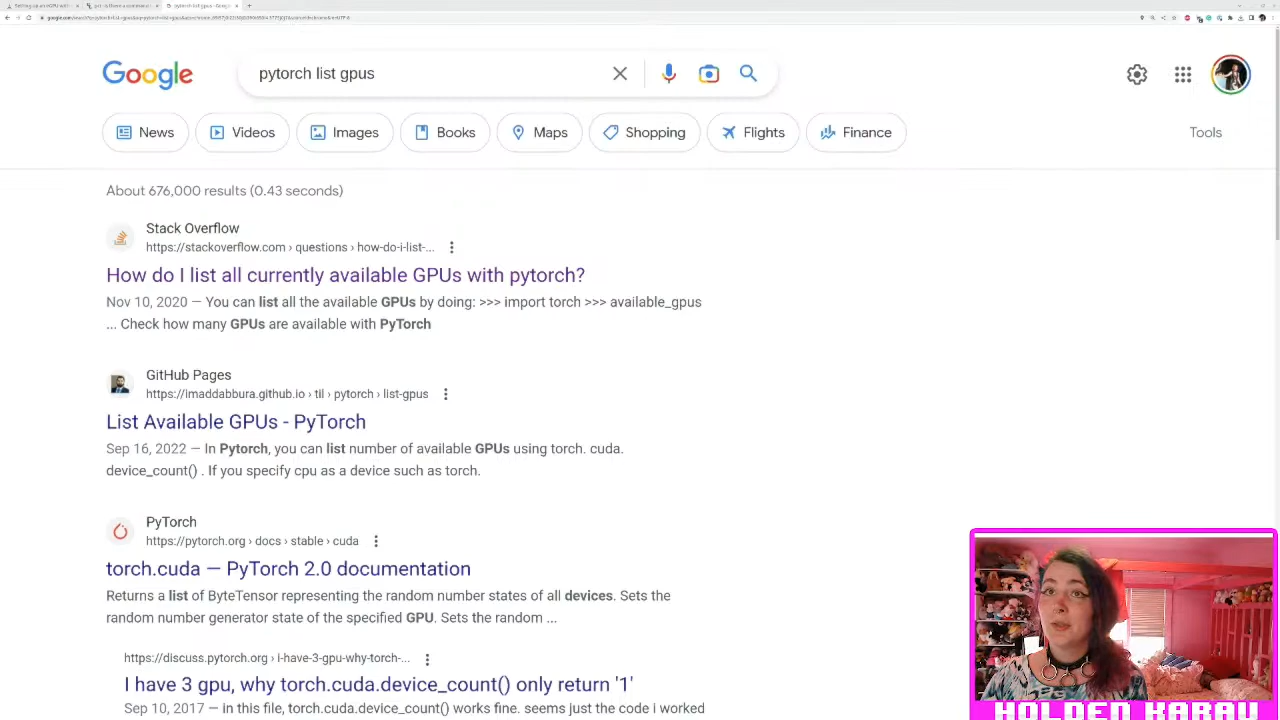 Google
pytorch list gpus
News
Videos
Images
Books
Maps
Shopping
Flights
Finance
Tools
About 676,000 results (0.43 seconds)
Stack Overflow
https://stackoverflow.com › questions › how-do-i-list-...
How do I list all currently available GPUs with pytorch?
Nov 10, 2020 — You can list all the available GPUs by doing: >>> import torch >>> available_gpus
... Check how many GPUs are available with PyTorch
GitHub Pages
https://imaddabbura.github.io › til › pytorch › list-gpus
List Available GPUs - PyTorch
Sep 16, 2022 — In Pytorch, you can list number of available GPUs using torch. cuda.
device_count() . If you specify cpu as a device such as torch.
PyTorch
https://pytorch.org › docs › stable › cuda
torch.cuda — PyTorch 2.0 documentation
Returns a list of ByteTensor representing the random number states of all devices. Sets the
random number generator state of the specified GPU. Sets the random ...
https://discuss.pytorch.org › i-have-3-gpu-why-torch-...
I have 3 gpu, why torch.cuda.device_count() only return '1'
Sep 10, 2017 — in this file, torch.cuda.device_count() works fine. seems just the code i worked
HOLDEN KARAU